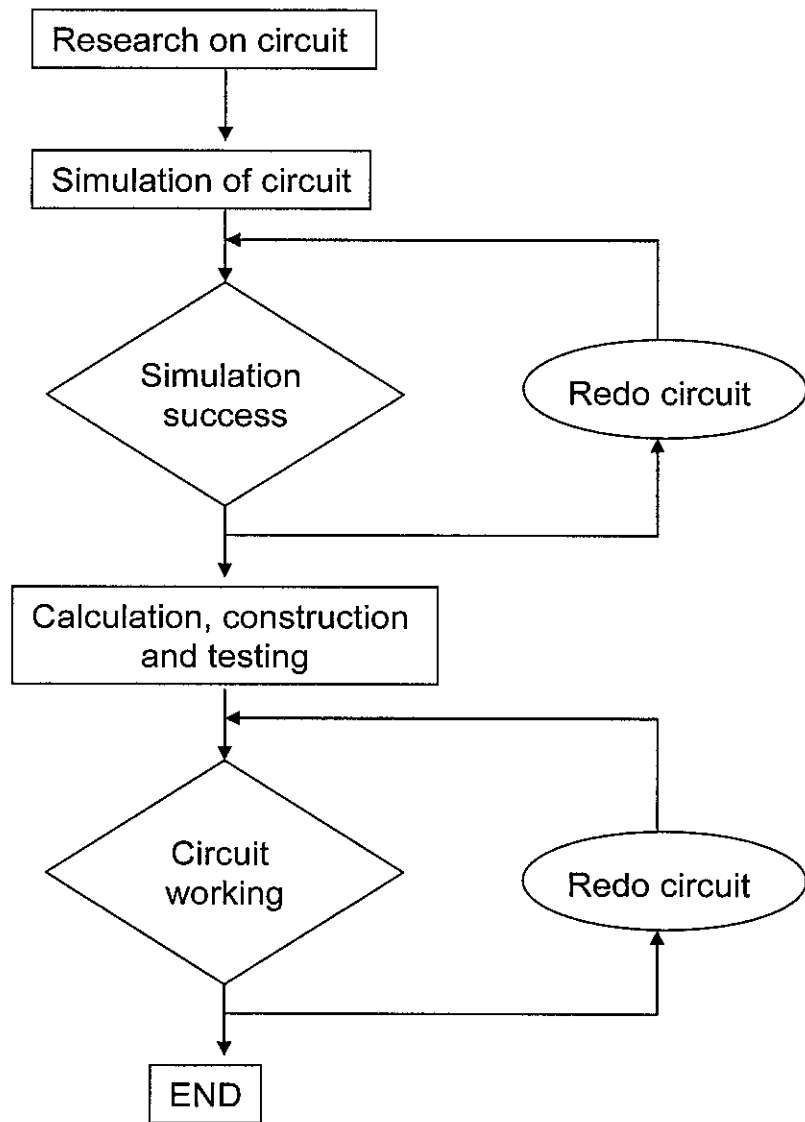 Research on circuit
Simulation of circuit
Simulation
success
Redo circuit
Calculation, construction
and testing
Circuit
working
Redo circuit
END